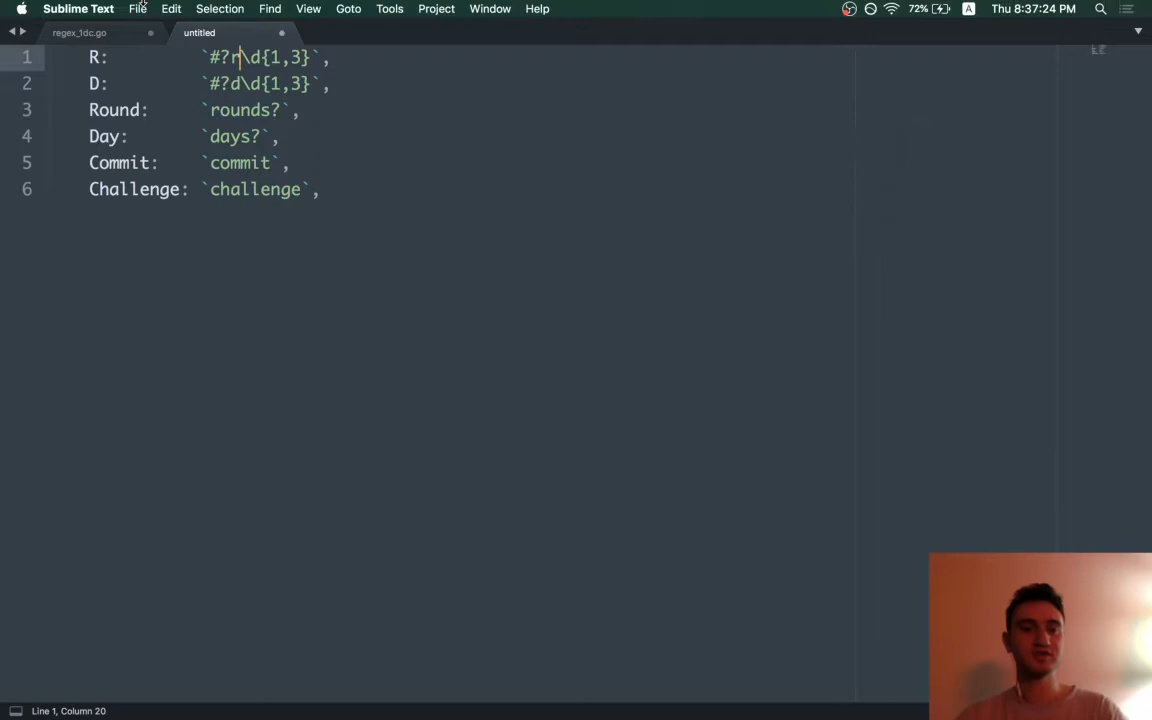 Sublime Text File Edit Selection Find View Goto Tools Project Window Help 72% A Thu 8:37:24 PM
regex_1dc.go untitled
1 R: `#?r\d{1,3}`,
2 D: `#?d\d{1,3}`,
3 Round: `rounds?`,
4 Day: `days?`,
5 Commit: `commit`,
6 Challenge: `challenge`,
Line 1, Column 20